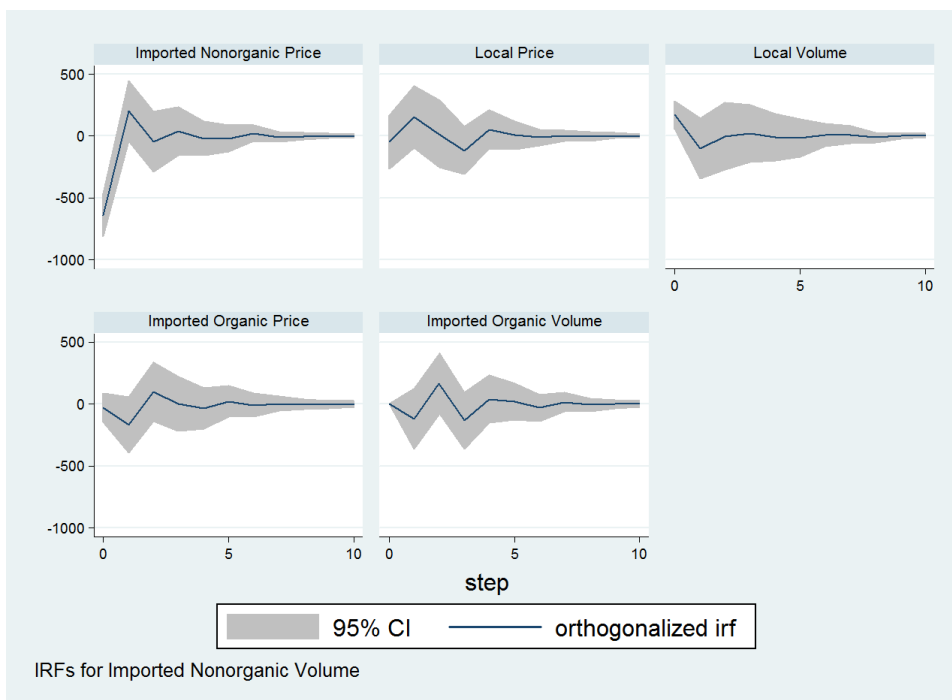 Imported Nonorganic Price Local Price Local Volume
500
0
-500
-1000
0 5 10
Imported Organic Price Imported Organic Volume
500
0
-500
-1000
0 5 10 0 5 10
step
95% CI orthogonalized irf
IRFs for Imported Nonorganic Volume